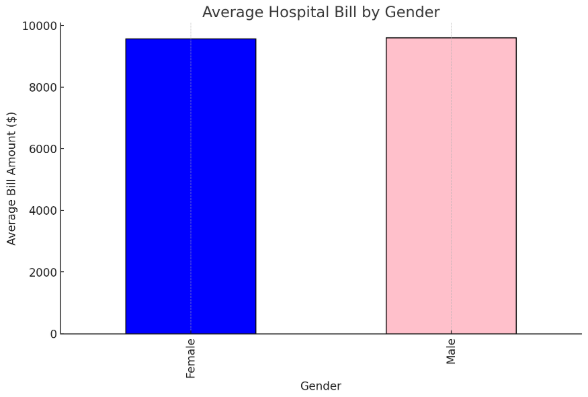 Average Hospital Bill by Gender
Average Bill Amount ($)
10000
8000
6000
4000
2000
0
Female
Male
Gender